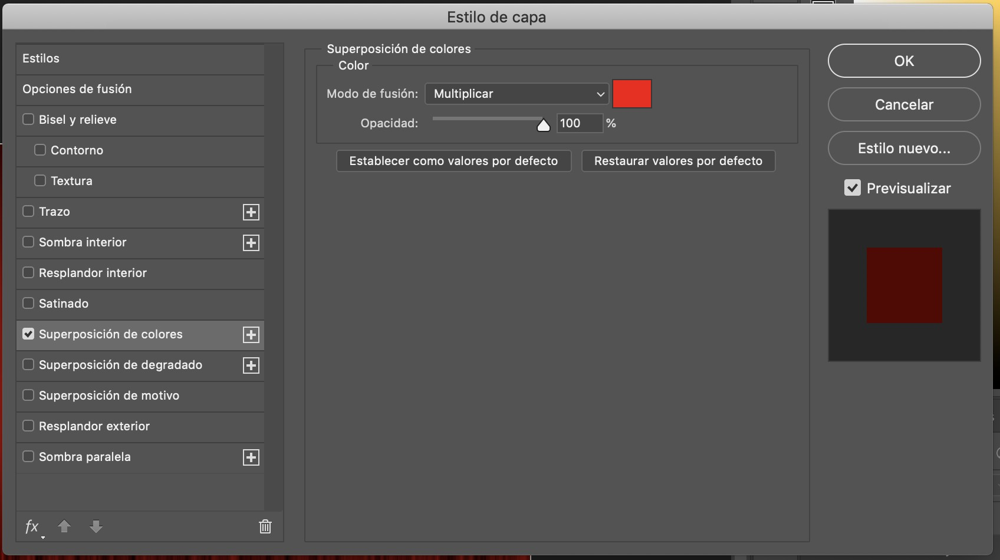 Estilo de capa
Estilos
Opciones de fusión
Bisel y relieve
Contorno
Textura
Trazo
Sombra interior
Resplandor interior
Satinado
Superposición de colores
Superposición de degradado
Superposición de motivo
Resplandor exterior
Sombra paralela
fx
Superposición de colores
Color
Modo de fusión: Multiplicar
Opacidad: 100 %
Establecer como valores por defecto Restaurar valores por defecto
OK
Cancelar
Estilo nuevo...
Previsualizar